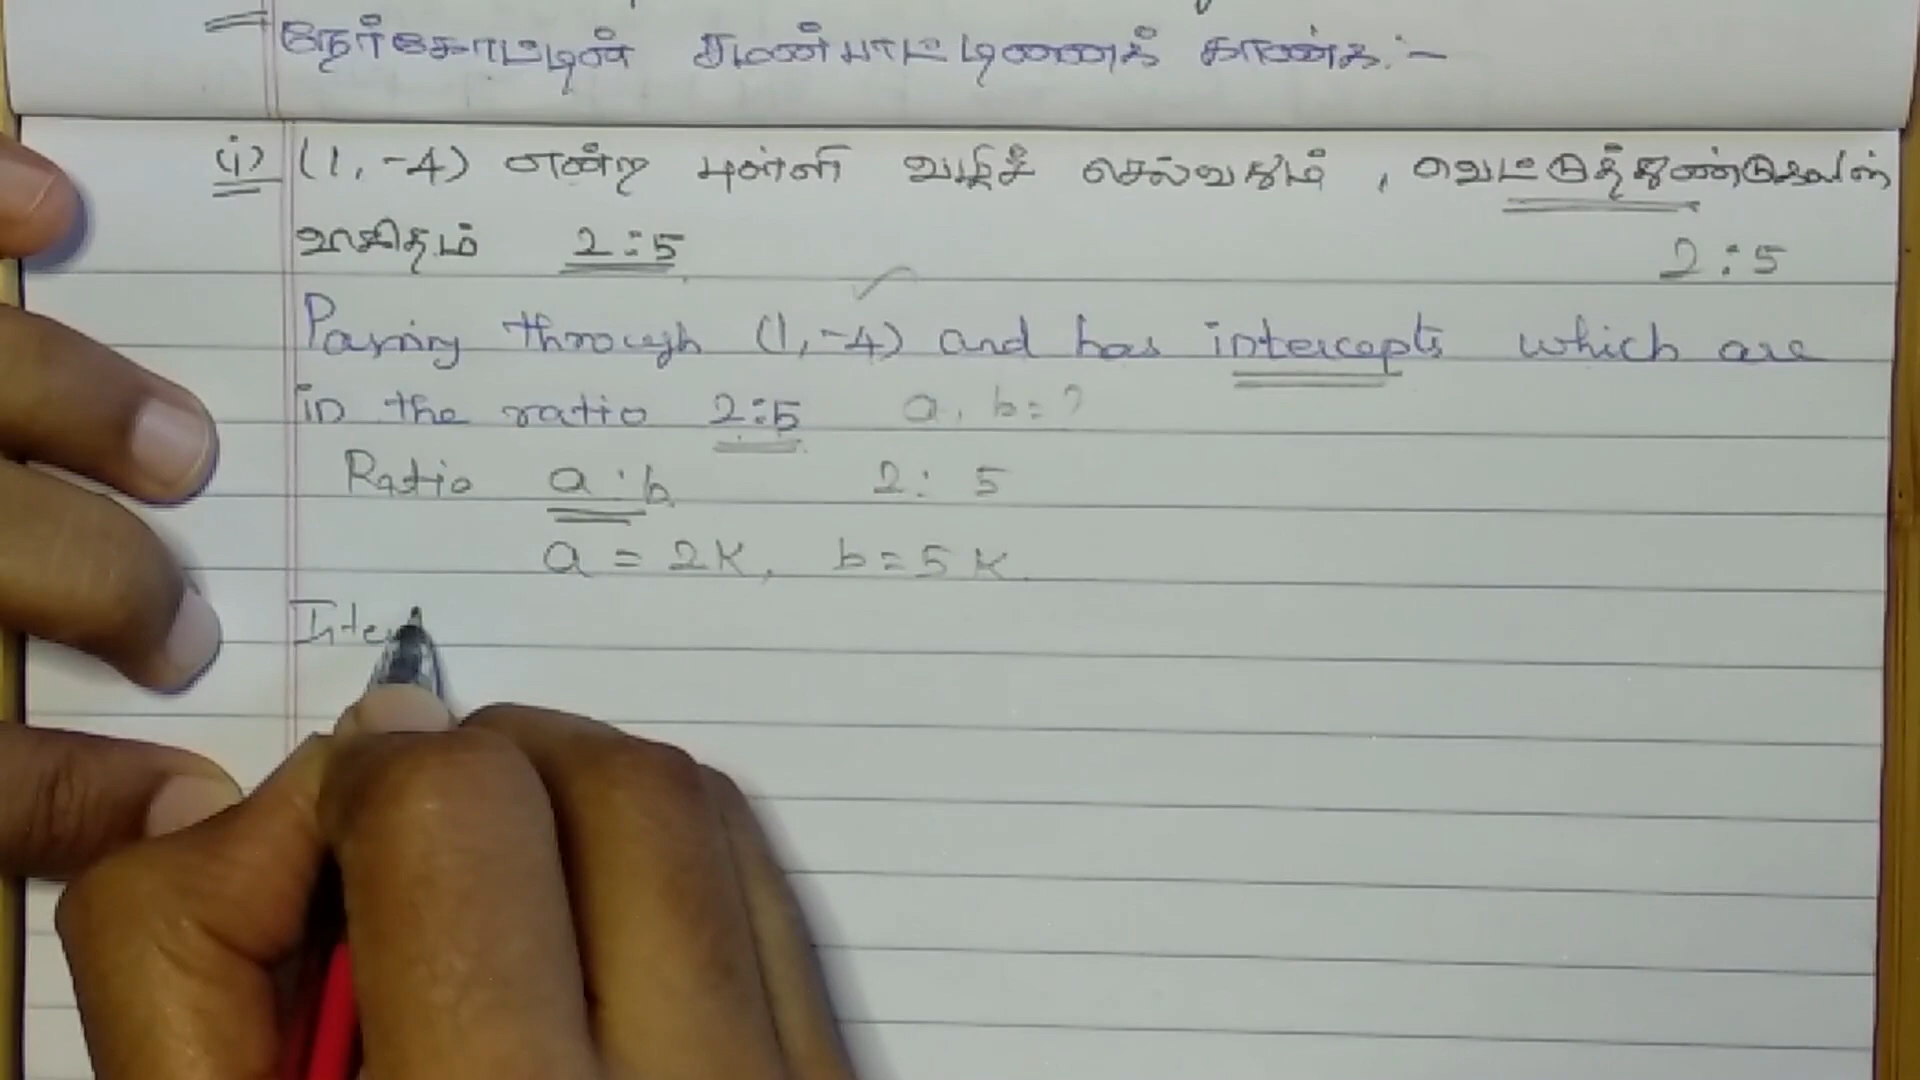 நேர்கோட்டின் சமன்பாட்டினைக் காண்க:-
(i) (1, -4) என்ற புள்ளி வழிச் செல்வதும், வெட்டுத்துண்டுகளின்
விகிதம் 2:5
2:5
Passing through (1, -4) and has intercepts which are
in the ratio 2:5 a, b = ?
Ratio a:b 2: 5
a = 2K, b = 5K
Inte